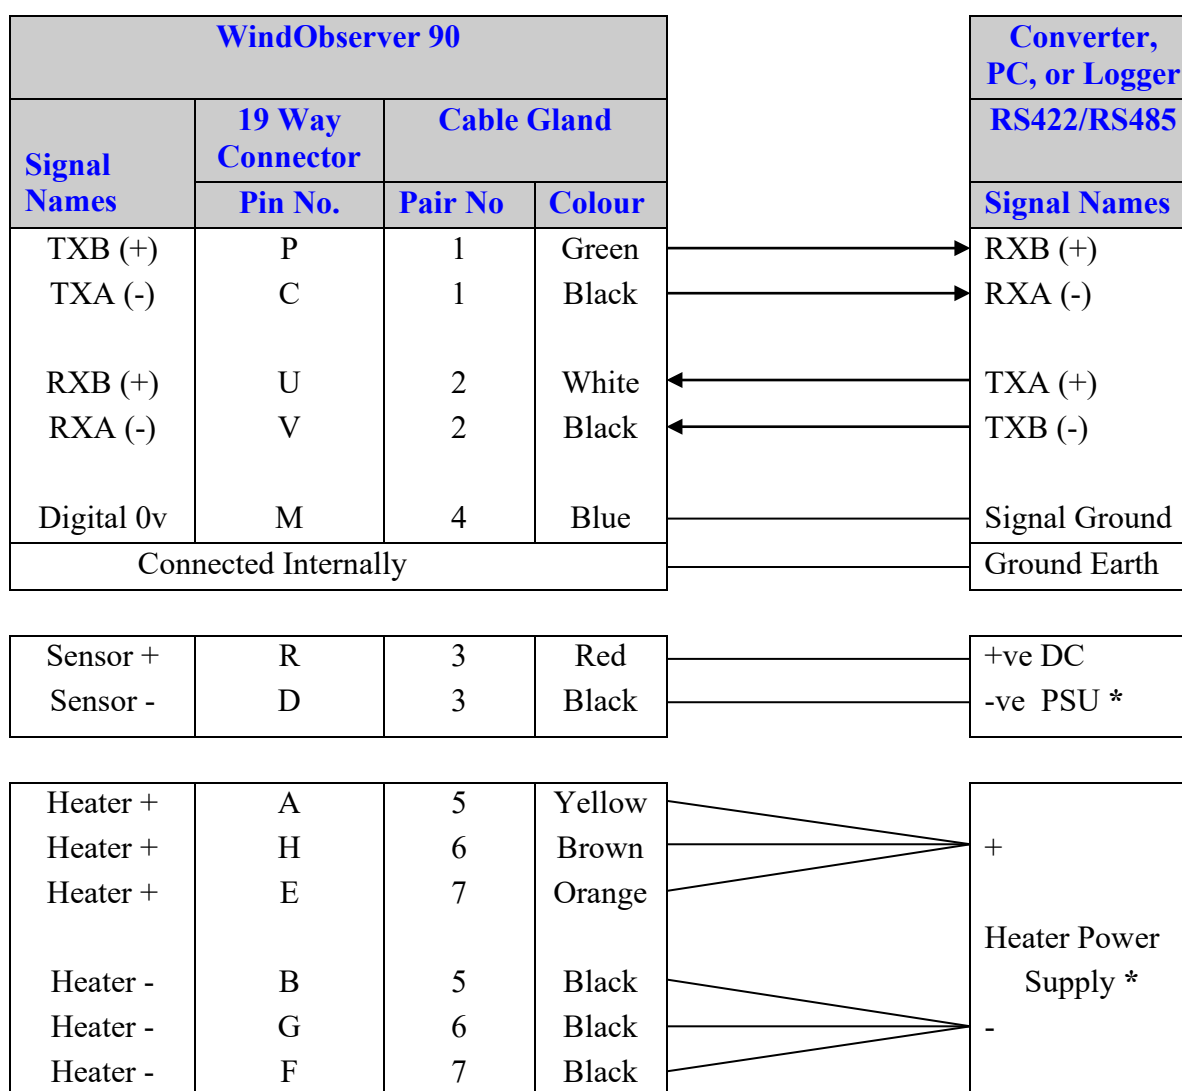 WindObserver 90
Converter,
PC, or Logger
Signal
Names
19 Way
Connector
Cable Gland
RS422/RS485
Pin No.
Pair No
Colour
Signal Names
TXB (+) P 1 Green RXB (+)
TXA (-) C 1 Black RXA (-)
RXB (+) U 2 White TXA (+)
RXA (-) V 2 Black TXB (-)
Digital 0v M 4 Blue Signal Ground
Connected Internally Ground Earth
Sensor + R 3 Red +ve DC
Sensor - D 3 Black -ve PSU *
Heater + A 5 Yellow
Heater + H 6 Brown +
Heater + E 7 Orange
Heater Power
Heater - B 5 Black Supply *
Heater - G 6 Black -
Heater - F 7 Black